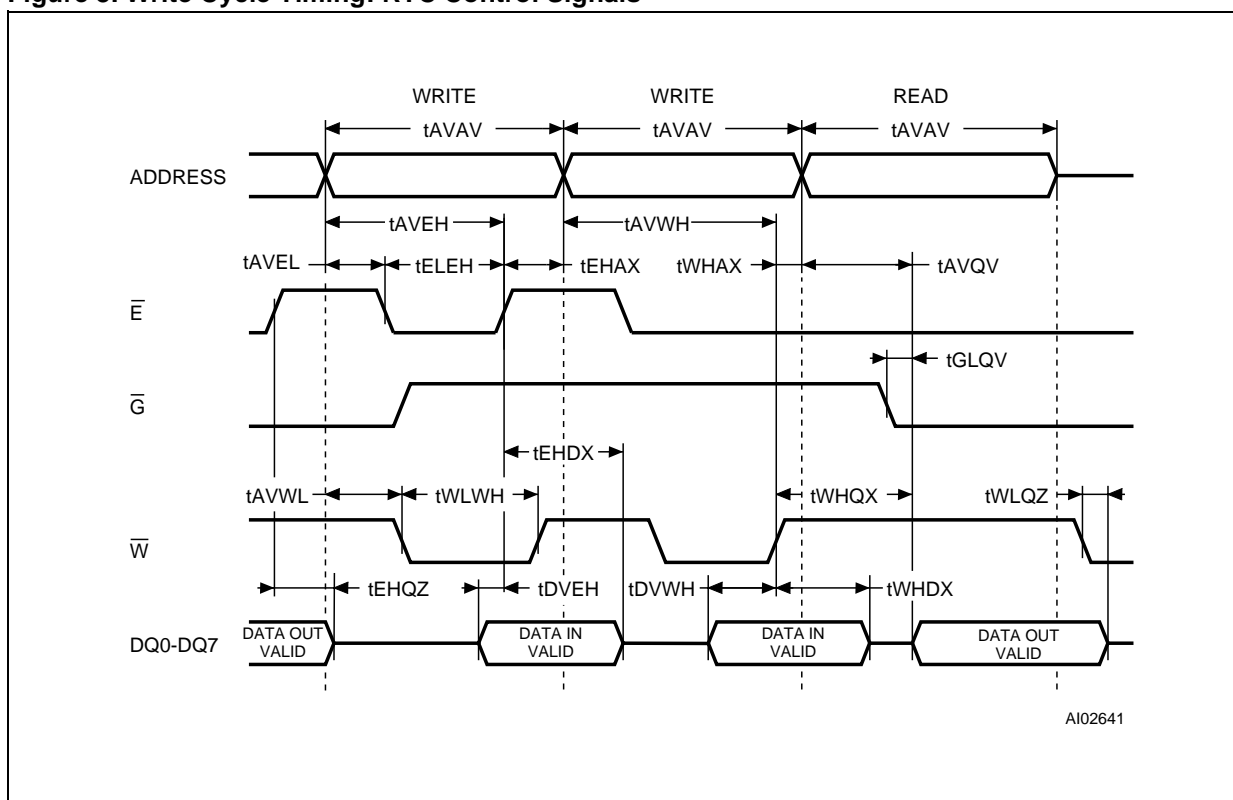 Write Cycle Timing: RTC Control Signals
WRITE WRITE READ
tAVAV tAVAV tAVAV
ADDRESS
tAVEH tAVWH
tAVEL tELEH tEHAX tWHAX tAVQV
E
tGLQV
G
tEHDX
tAVWL tWLWH tWHQX tWLQZ
W
tEHQZ tDVEH tDVWH tWHDX
DQ0-DQ7
DATA OUT
VALID
DATA IN
VALID
DATA IN
VALID
DATA OUT
VALID
AI02641